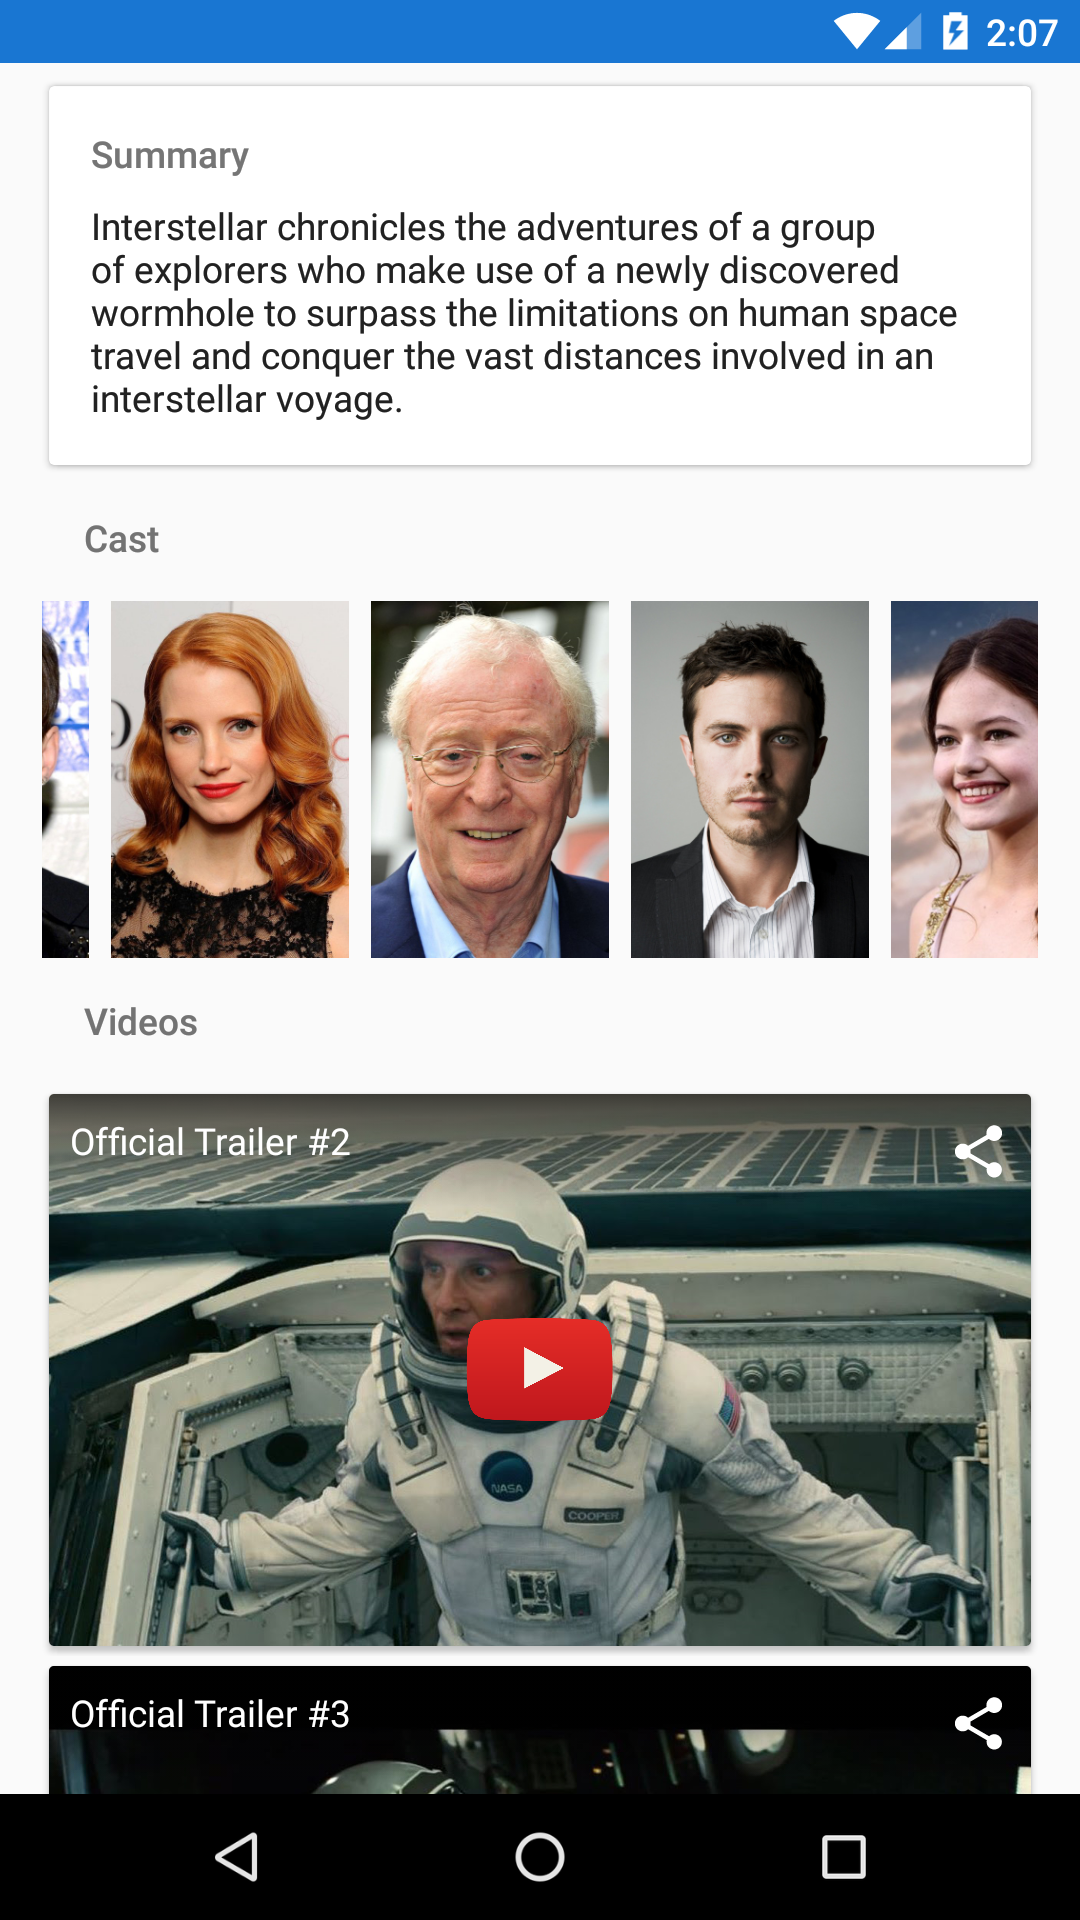 2:07
Summary
Interstellar chronicles the adventures of a group
of explorers who make use of a newly discovered
wormhole to surpass the limitations on human space
travel and conquer the vast distances involved in an
interstellar voyage.
Cast
Videos
Official Trailer #2
NASA
COOPER
Official Trailer #3